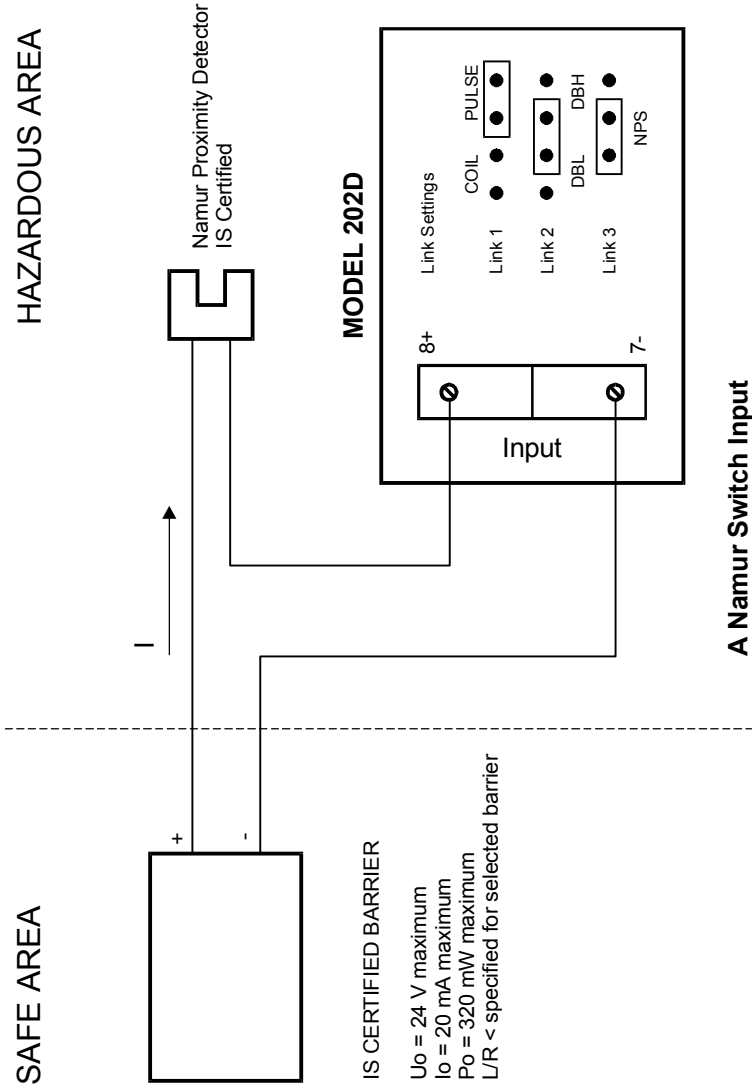 SAFE AREA
HAZARDOUS AREA
+
-
I
Namur Proximity Detector
IS Certified
IS CERTIFIED BARRIER
Uo = 24 V maximum
Io = 20 mA maximum
Po = 320 mW maximum
L/R < specified for selected barrier
MODEL 202D
8+
Input
7-
Link Settings
COIL PULSE
Link 1
Link 2
DBL DBH
Link 3
NPS
A Namur Switch Input